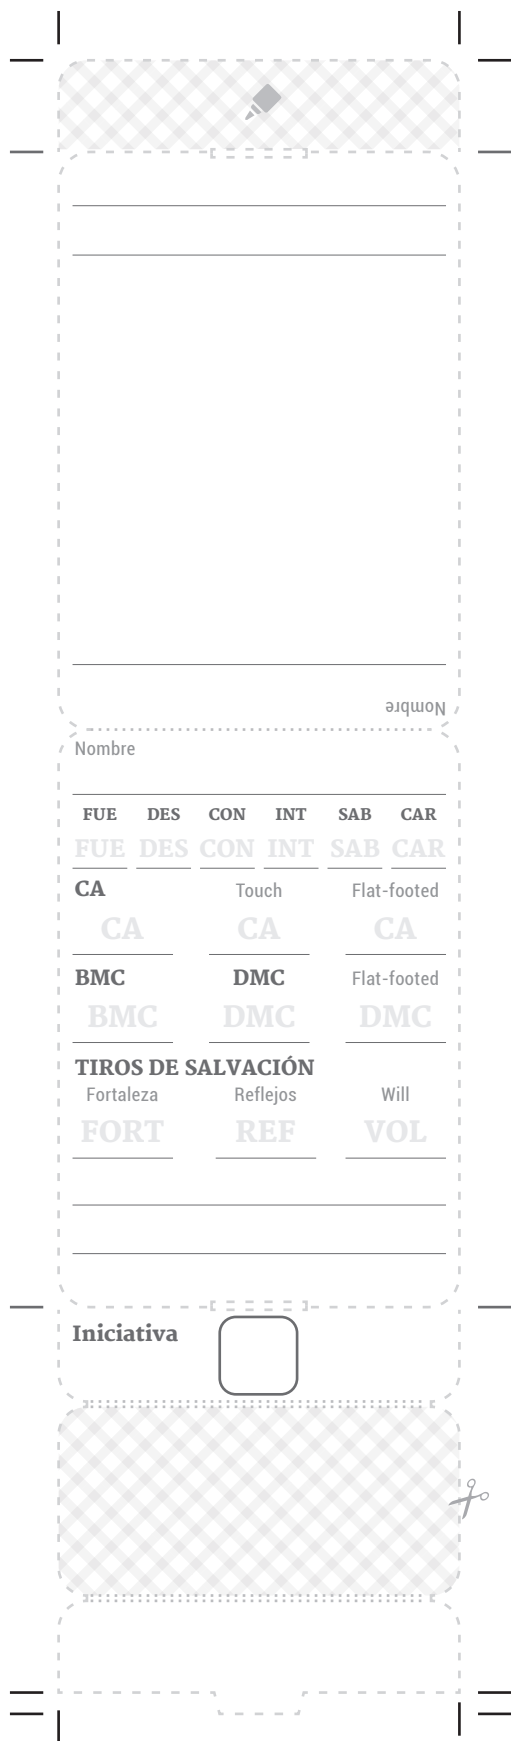 Nombre
Nombre
FUE DES CON INT SAB CAR
FUE DES CON INT SAB CAR
CA Touch Flat-footed
CA CA CA
BMC DMC Flat-footed
BMC DMC DMC
TIROS DE SALVACIÓN
Fortaleza Reflejos Will
FORT REF VOL
Iniciativa